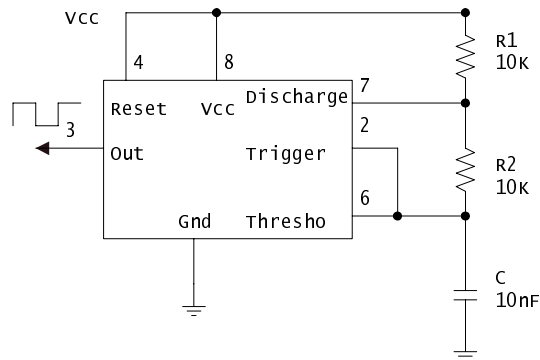 Vcc
R1
10K
4
8
7
Discharge
Reset
Vcc
3
2
Out
Trigger
R2
10K
6
Gnd
Thresho
C
10nF